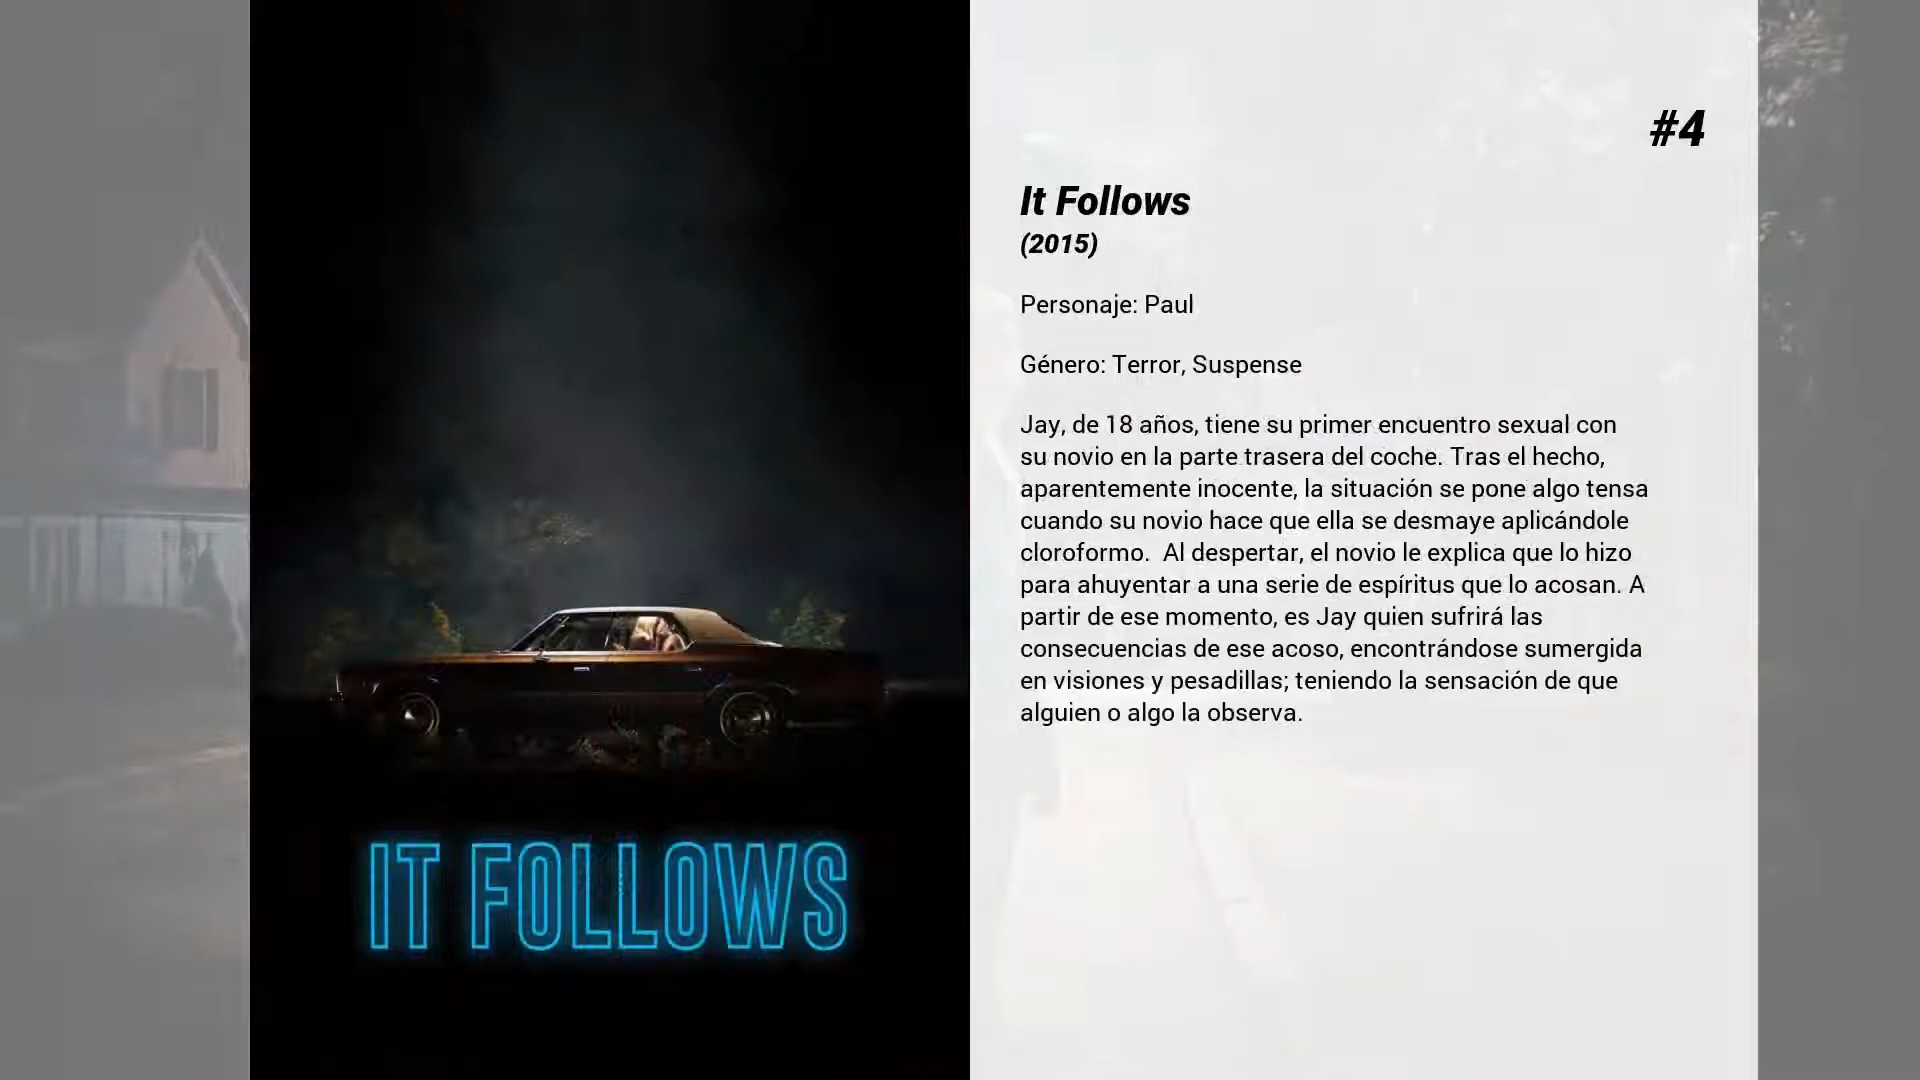 #4
It Follows
(2015)
Personaje: Paul
Género: Terror, Suspense
Jay, de 18 años, tiene su primer encuentro sexual con
su novio en la parte trasera del coche. Tras el hecho,
aparentemente inocente, la situación se pone algo tensa
cuando su novio hace que ella se desmaye aplicándole
cloroformo.  Al despertar, el novio le explica que lo hizo
para ahuyentar a una serie de espíritus que lo acosan. A
partir de ese momento, es Jay quien sufrirá las
consecuencias de ese acoso, encontrándose sumergida
en visiones y pesadillas; teniendo la sensación de que
alguien o algo la observa.
IT FOLLOWS